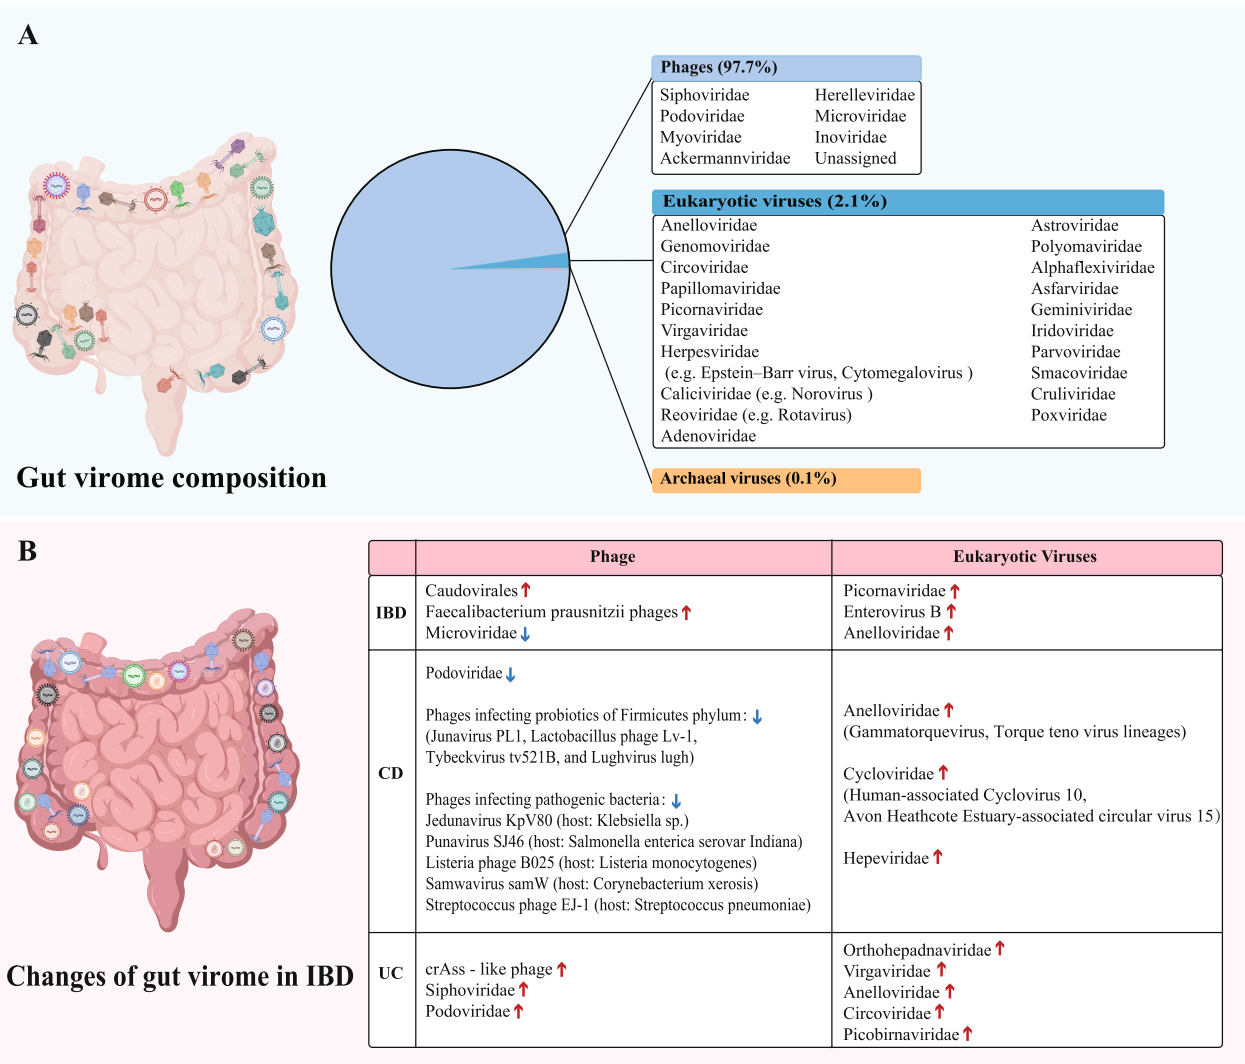 A
Phages (97.7%)
Siphoviridae Herelleviridae
Podoviridae Microviridae
Myoviridae Inoviridae
Ackermannviridae Unassigned
Eukaryotic viruses (2.1%)
Anelloviridae Astroviridae
Genomoviridae Polyomaviridae
Circoviridae Alphaflexiviridae
Papillomaviridae Asfarviridae
Picornaviridae Geminiviridae
Virgaviridae Iridoviridae
Herpesviridae Parvoviridae
(e.g. Epstein–Barr virus, Cytomegalovirus ) Smacoviridae
Caliciviridae (e.g. Norovirus ) Cruliviridae
Reoviridae (e.g. Rotavirus) Poxviridae
Adenoviridae
Archaeal viruses (0.1%)
Gut virome composition
B
Phage Eukaryotic Viruses
IBD
Caudovirales↑
Faecalibacterium prausnitzii phages↑
Microviridae↓
Picornaviridae↑
Enterovirus B↑
Anelloviridae↑
CD
Podoviridae↓
Phages infecting probiotics of Firmicutes phylum: ↓
(Junavirus PL1, Lactobacillus phage Lv-1,
Tybeckvirus tv521B, and Lughvirus lugh)
Phages infecting pathogenic bacteria: ↓
Jedunavirus KpV80 (host: Klebsiella sp.)
Punavirus SJ46 (host: Salmonella enterica serovar Indiana)
Listeria phage B025 (host: Listeria monocytogenes)
Samwavirus samW (host: Corynebacterium xerosis)
Streptococcus phage EJ-1 (host: Streptococcus pneumoniae)
Anelloviridae↑
(Gammatorquevirus, Torque teno virus lineages)
Cycloviridae↑
(Human-associated Cyclovirus 10,
Avon Heathcote Estuary-associated circular virus 15)
Hepeviridae↑
UC
crAss - like phage↑
Siphoviridae↑
Podoviridae↑
Orthohepadnaviridae↑
Virgaviridae↑
Anelloviridae↑
Circoviridae↑
Picobirnaviridae↑
Changes of gut virome in IBD